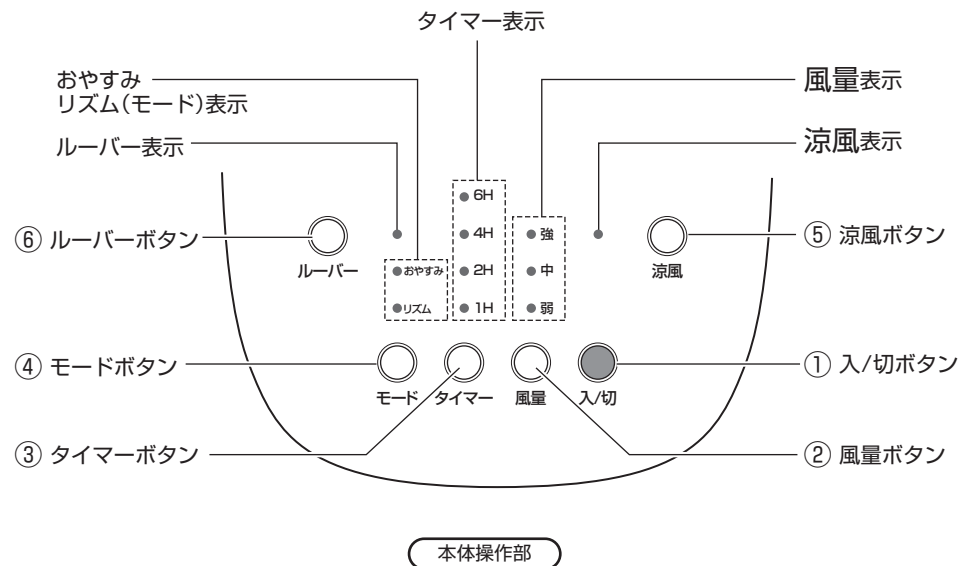 タイマー表示
おやすみ
リズム(モード)表示
風量表示
ルーバー表示
涼風表示
6H
⑥ ルーバーボタン
4H
強
⑤ 涼風ボタン
ルーバー
おやすみ
2H
中
涼風
リズム
1H
弱
④ モードボタン
① 入/切ボタン
モード
タイマー
風量
入/切
③ タイマーボタン
② 風量ボタン
本体操作部